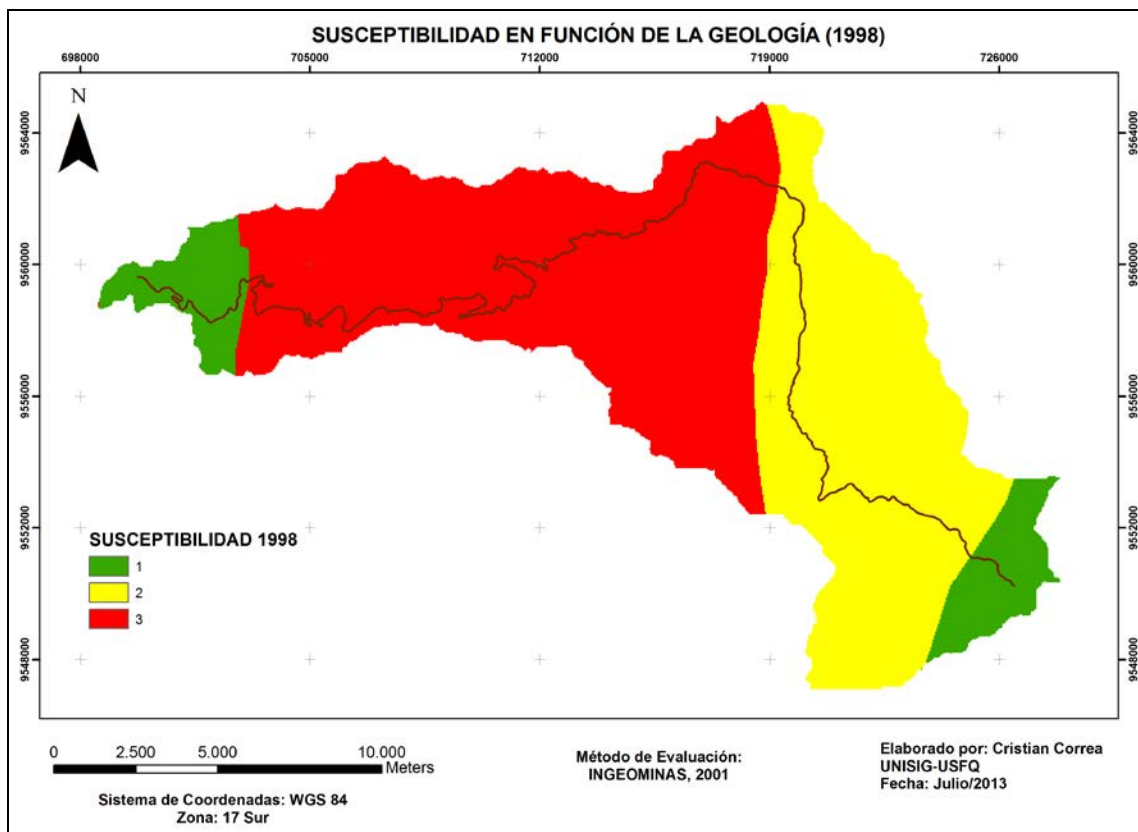 SUSCEPTIBILIDAD EN FUNCIÓN DE LA GEOLOGÍA (1998)
698000 705000 712000 719000 726000
N
9564000 9564000
9560000 9560000
9556000 9556000
9552000 9552000
9548000 9548000
SUSCEPTIBILIDAD 1998
1
2
3
0 2.500 5.000 10.000
Meters
Sistema de Coordenadas: WGS 84
Zona: 17 Sur
Método de Evaluación:
INGEOMINAS, 2001
Elaborado por: Cristian Correa
UNISIG-USFQ
Fecha: Julio/2013